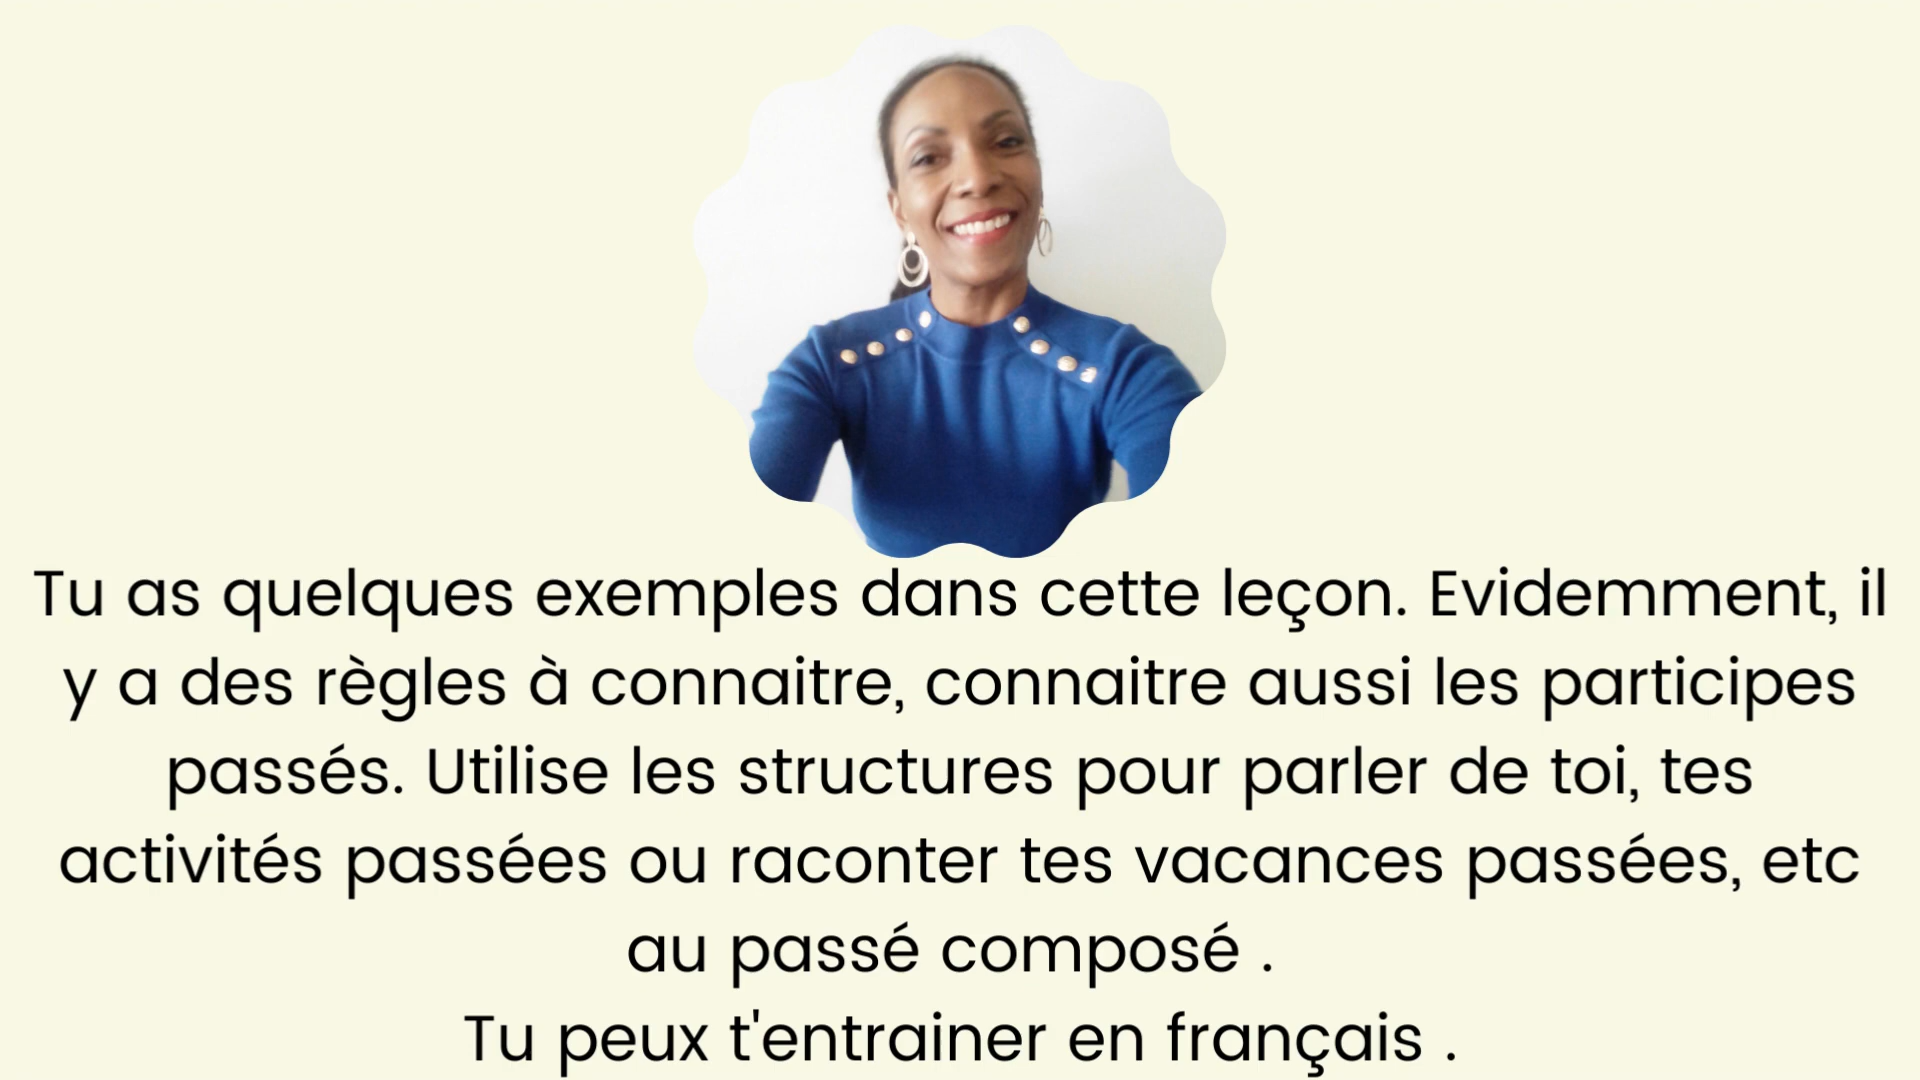 Tu as quelques exemples dans cette leçon. Evidemment, il
y a des règles à connaitre, connaitre aussi les participes
passés. Utilise les structures pour parler de toi, tes
activités passées ou raconter tes vacances passées, etc
au passé composé .
Tu peux t'entrainer en français .